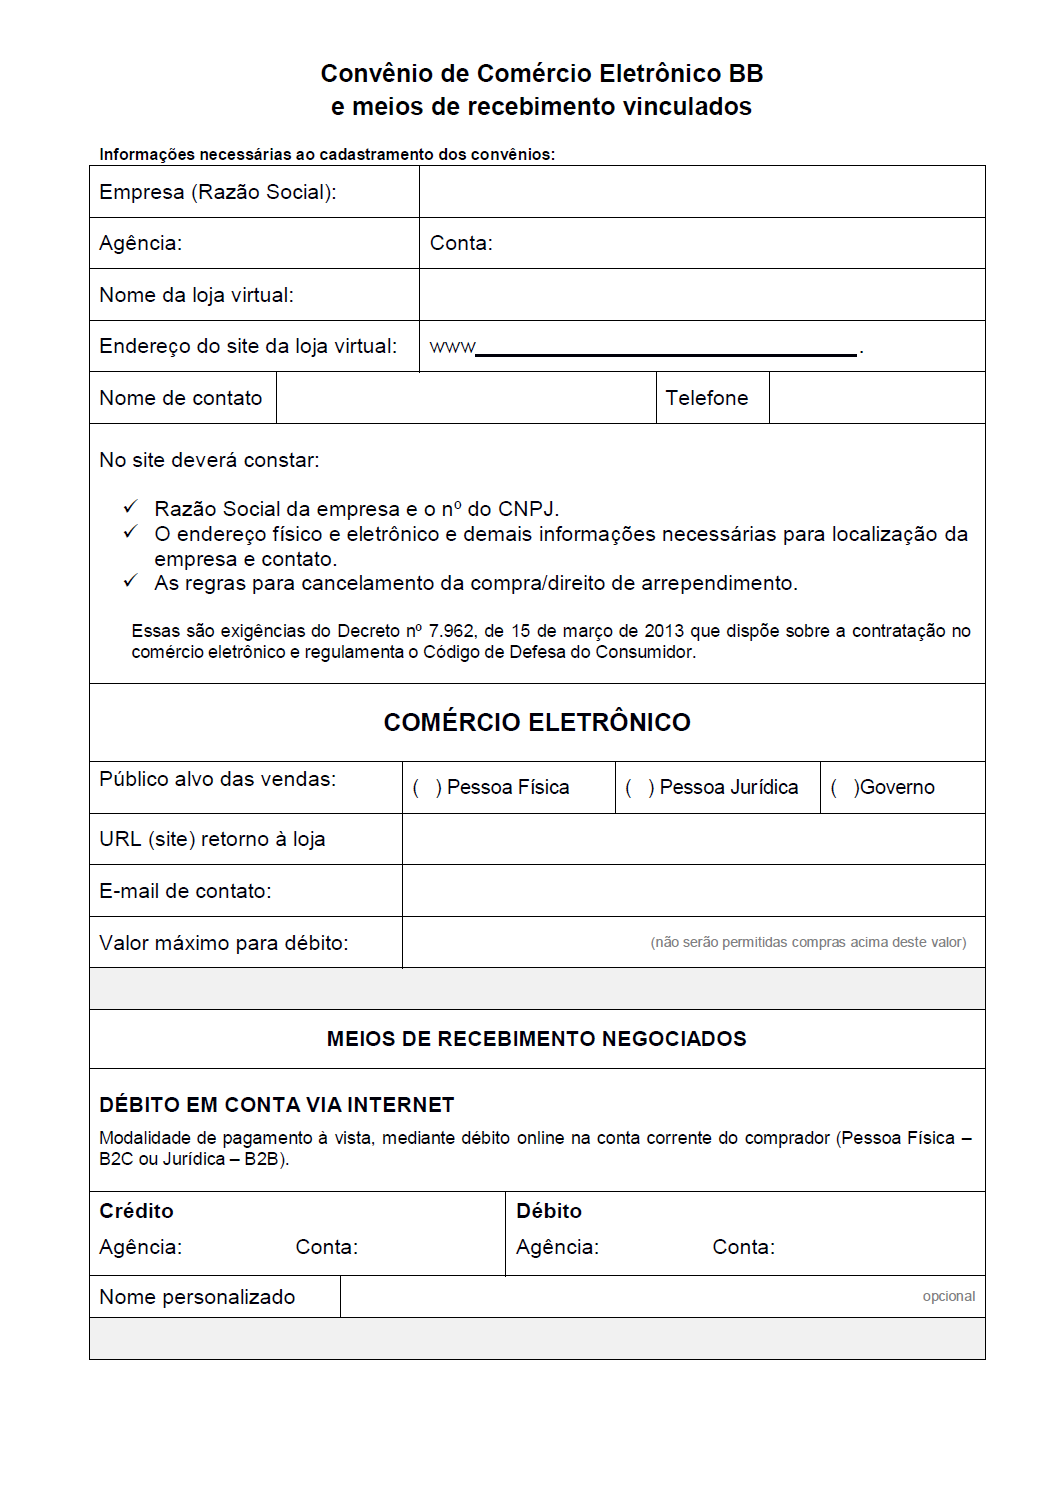 Convênio de Comércio Eletrônico BB
e meios de recebimento vinculados
Informações necessárias ao cadastramento dos convênios:
Empresa (Razão Social):
Agência: Conta:
Nome da loja virtual:
Endereço do site da loja virtual: www__________________________________.
Nome de contato Telefone
No site deverá constar:
✓ Razão Social da empresa e o nº do CNPJ.
✓ O endereço físico e eletrônico e demais informações necessárias para localização da
empresa e contato.
✓ As regras para cancelamento da compra/direito de arrependimento.
Essas são exigências do Decreto nº 7.962, de 15 de março de 2013 que dispõe sobre a contratação no
comércio eletrônico e regulamenta o Código de Defesa do Consumidor.
COMÉRCIO ELETRÔNICO
Público alvo das vendas: (   ) Pessoa Física (   ) Pessoa Jurídica (   )Governo
URL (site) retorno à loja
E-mail de contato:
Valor máximo para débito: (não serão permitidas compras acima deste valor)
MEIOS DE RECEBIMENTO NEGOCIADOS
DÉBITO EM CONTA VIA INTERNET
Modalidade de pagamento à vista, mediante débito online na conta corrente do comprador (Pessoa Física –
B2C ou Jurídica – B2B).
Crédito Débito
Agência: Conta: Agência: Conta:
Nome personalizado opcional